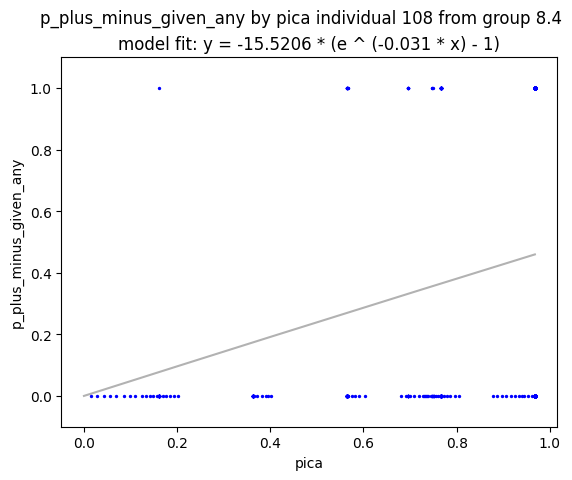 p_plus_minus_given_any by pica individual 108 from group 8.4
model fit: y = -15.5206 * (e ^ (-0.031 * x) - 1)
p_plus_minus_given_any
1.0
0.8
0.6
0.4
0.2
0.0
0.0 0.2 0.4 0.6 0.8 1.0
pica